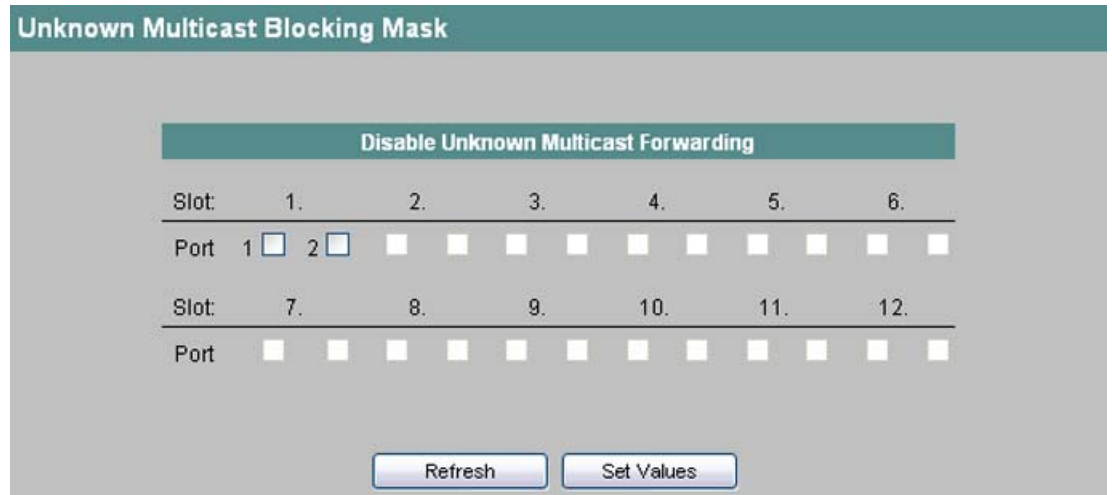 Unknown Multicast Blocking Mask
Disable Unknown Multicast Forwarding
Slot: 1. 2. 3. 4. 5. 6.
Port 1 2
Slot: 7. 8. 9. 10. 11. 12.
Port
Refresh Set Values